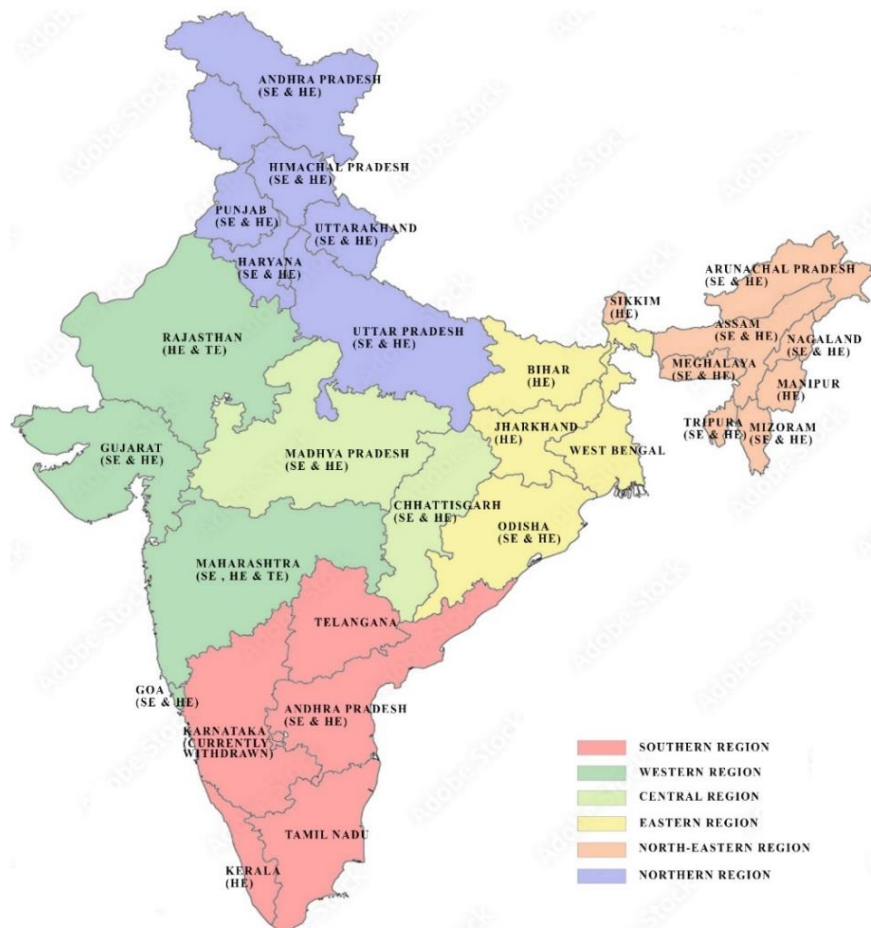 ANDHRA PRADESH
(SE & HE)
HIMACHAL PRADESH
(SE & HE)
PUNJAB
(SE & HE)
UTTARAKHAND
(SE & HE)
HARYANA
(SE & HE)
ARUNACHAL PRADESH
(SE & HE)
SIKKIM
(HE)
RAJASTHAN
(HE & TE)
UTTAR PRADESH
(SE & HE)
ASSAM
(SE & HE)
NAGALAND
(SE & HE)
MEGHALAYA
(SE & HE)
BIHAR
(HE)
MANIPUR
(HE)
TRIPURA
(SE & HE)
MIZORAM
(SE & HE)
JHARKHAND
(HE)
GUJARAT
(SE & HE)
MADHYA PRADESH
(SE & HE)
WEST BENGAL
CHHATTISGARH
(SE & HE)
ODISHA
(SE & HE)
MAHARASHTRA
(SE , HE & TE)
TELANGANA
GOA
(SE & HE)
ANDHRA PRADESH
(SE & HE)
KARNATAKA
(CURRENTLY
WITHDRAWN)
TAMIL NADU
KERALA
(HE)
SOUTHERN REGION
WESTERN REGION
CENTRAL REGION
EASTERN REGION
NORTH-EASTERN REGION
NORTHERN REGION
Adobe Stock